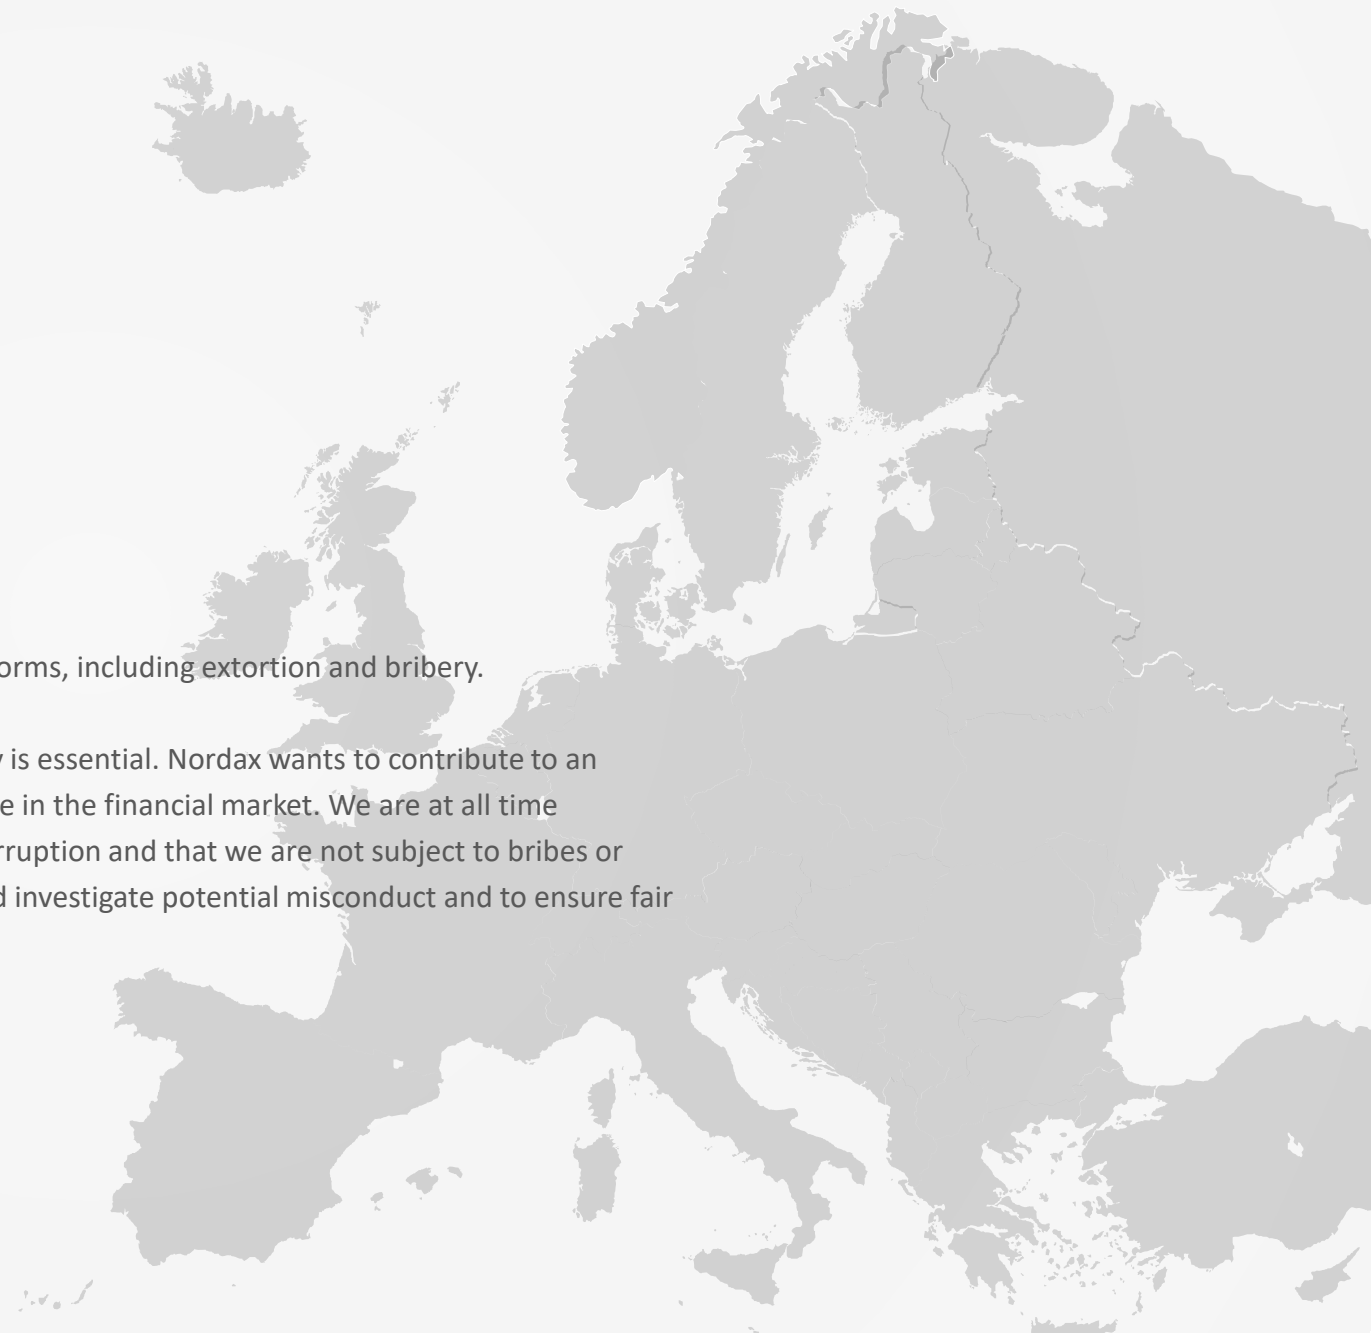 orms, including extortion and bribery.
is essential. Nordax wants to contribute to an
e in the financial market. We are at all time
rruption and that we are not subject to bribes or
d investigate potential misconduct and to ensure fair